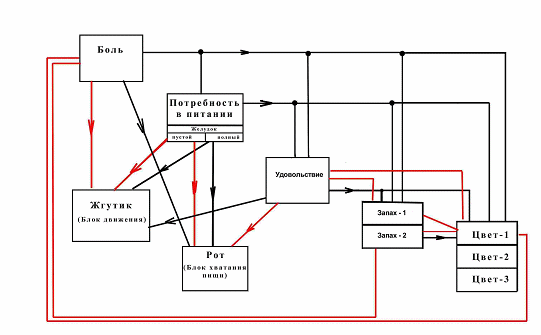 Боль
Потребность
в питании
Желудок
пустой полный
Удовольствие
Жгутик
(Блок движения)
Запах - 1
Запах - 2
Рот
(Блок хватания
пищи)
Цвет-1
Цвет-2
Цвет-3